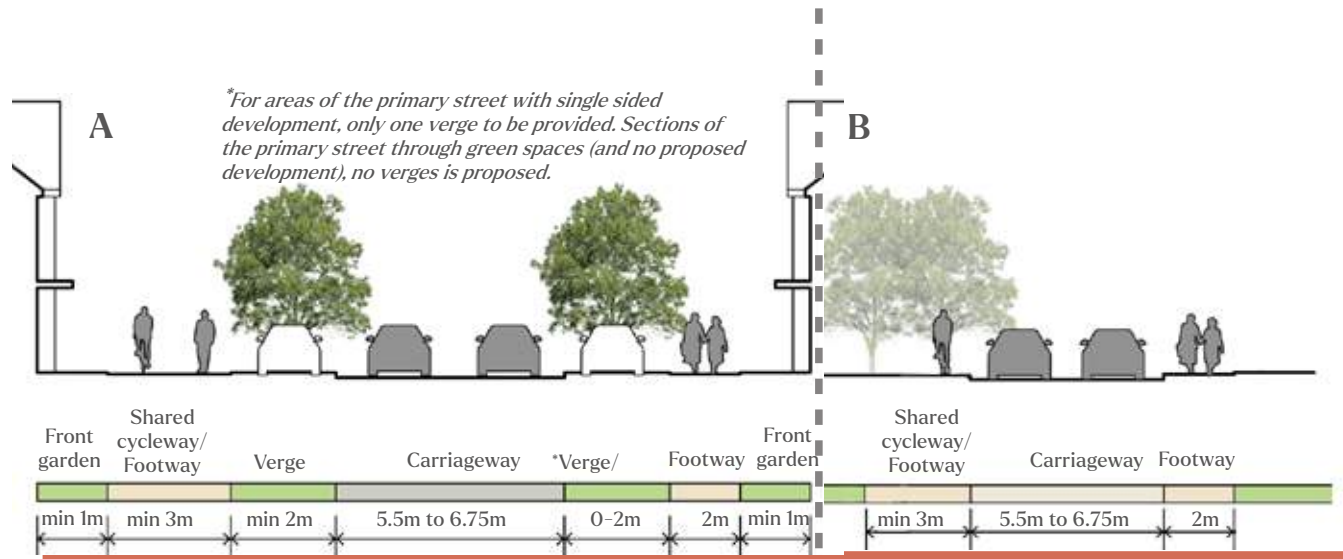 A
*For areas of the primary street with single sided
development, only one verge to be provided. Sections of
the primary street through green spaces (and no proposed
development), no verges is proposed.
B
Front
garden
Shared
cycleway/
Footway
Verge
Carriageway
*Verge/
Footway
Front
garden
min 1m
min 3m
min 2m
5.5m to 6.75m
0-2m
2m
min 1m
Shared
cycleway/
Footway
Carriageway
Footway
min 3m
5.5m to 6.75m
2m